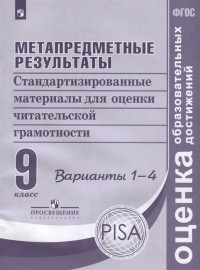 ФГОС
МЕТАПРЕДМЕТНЫЕ
РЕЗУЛЬТАТЫ
Стандартизированные
материалы для оценки
читательской
грамотности
9
класс
Варианты 1–4
ПРОСВЕЩЕНИЕ
PISA
оценка
образовательных
достижений